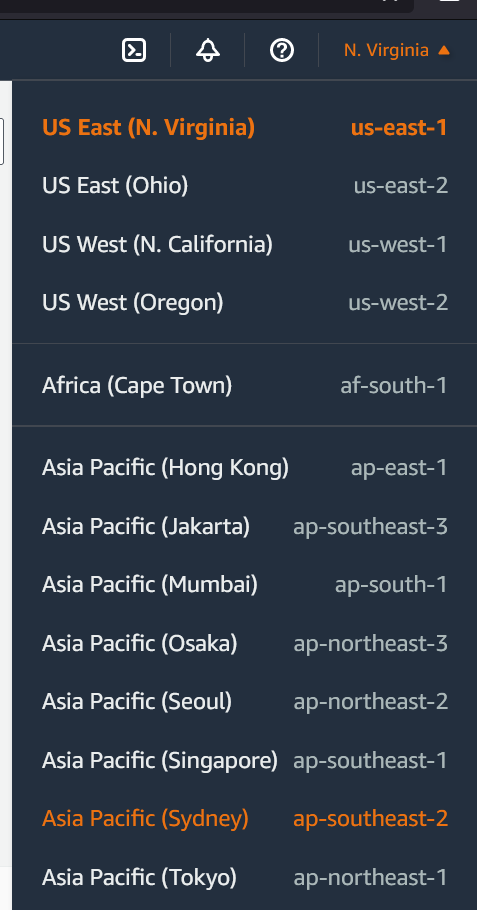 N. Virginia ▲
US East (N. Virginia) us-east-1
US East (Ohio) us-east-2
US West (N. California) us-west-1
US West (Oregon) us-west-2
Africa (Cape Town) af-south-1
Asia Pacific (Hong Kong) ap-east-1
Asia Pacific (Jakarta) ap-southeast-3
Asia Pacific (Mumbai) ap-south-1
Asia Pacific (Osaka) ap-northeast-3
Asia Pacific (Seoul) ap-northeast-2
Asia Pacific (Singapore) ap-southeast-1
Asia Pacific (Sydney) ap-southeast-2
Asia Pacific (Tokyo) ap-northeast-1